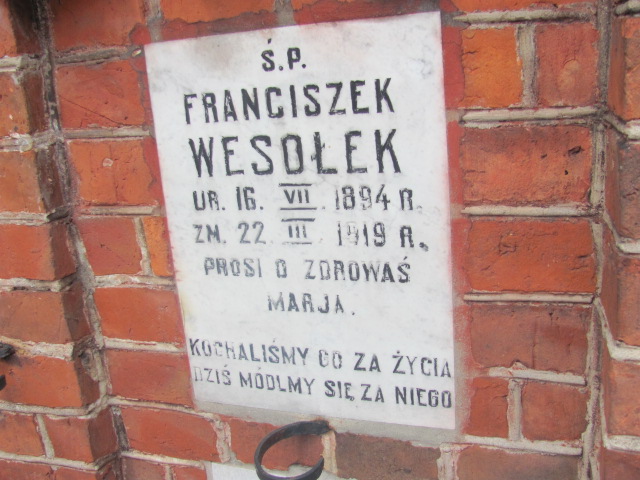 Ś.P.
FRANCISZEK
WESOŁEK
UR. 16. VII. 1894 R.
ZM. 22. III. 1919 R.
PROSI O ZDROWAŚ
MARJA.
KOCHALIŚMY GO ZA ŻYCIA
DZIŚ MÓDLMY SIĘ ZA NIEGO